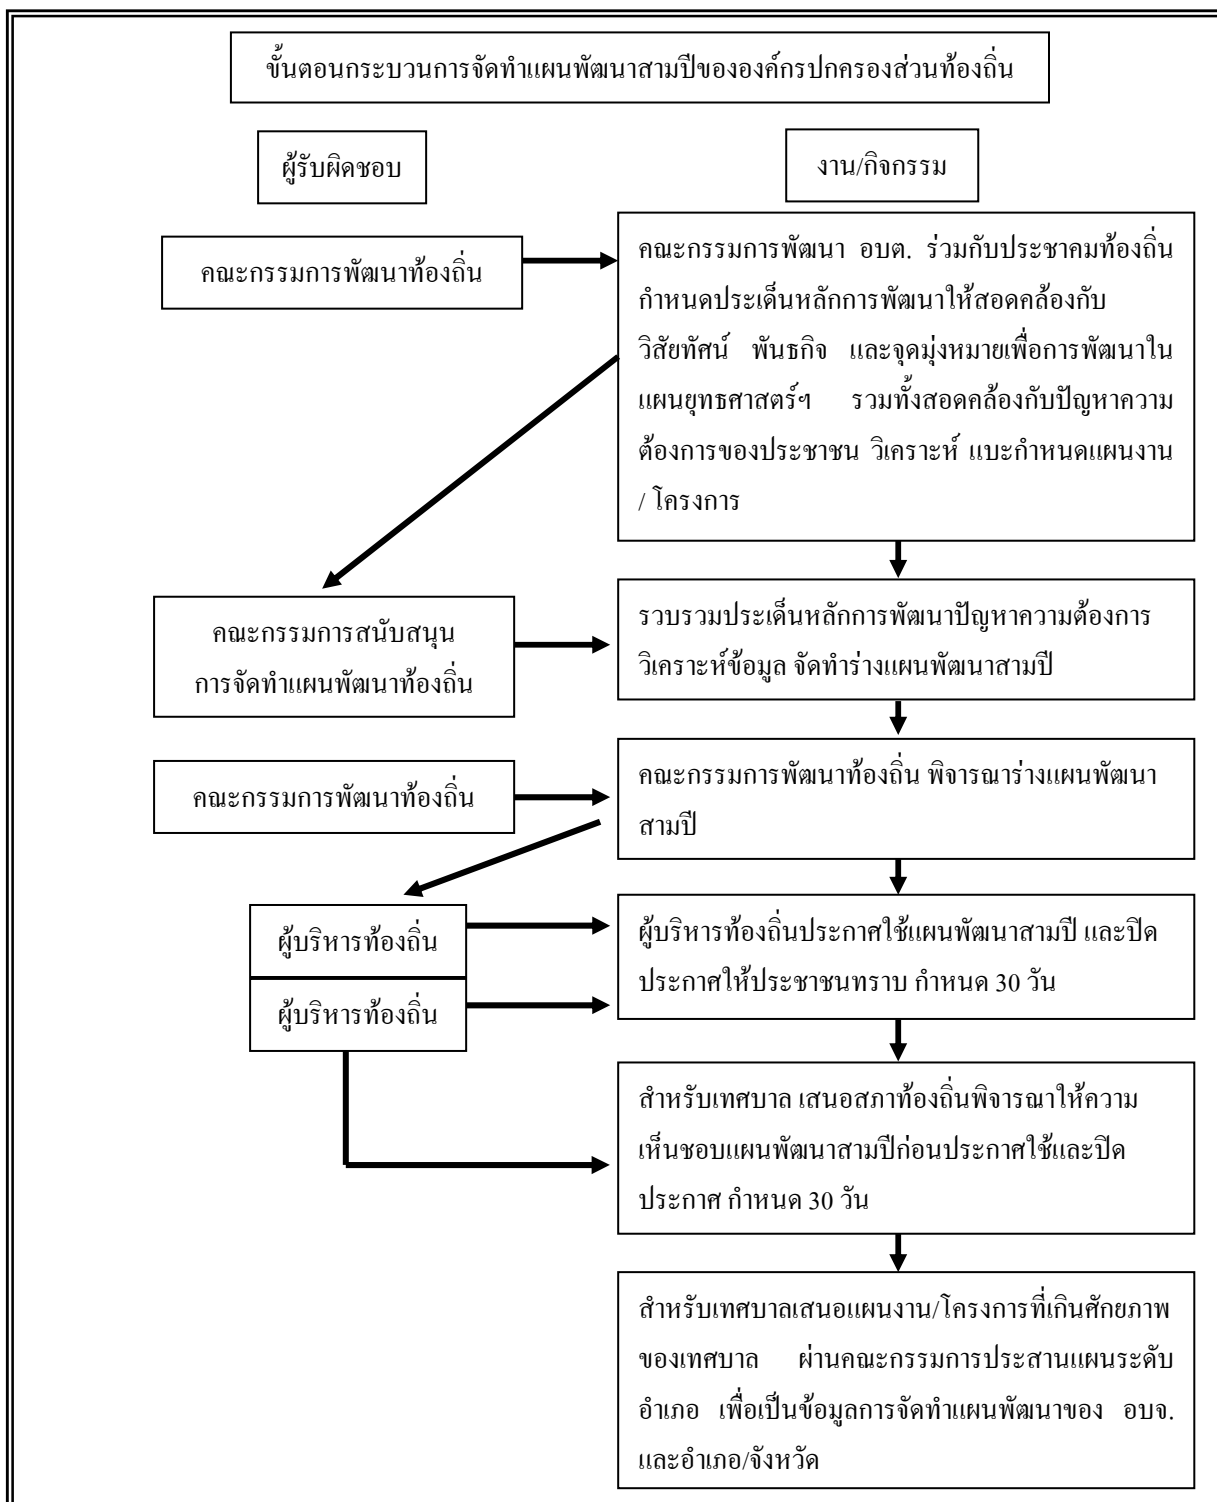 ขั้นตอนกระบวนการจัดทำแผนพัฒนาสามปีขององค์กรปกครองส่วนท้องถิ่น
ผู้รับผิดชอบ
งาน/กิจกรรม
คณะกรรมการพัฒนาท้องถิ่น
คณะกรรมการพัฒนา อบต. ร่วมกับประชาคมท้องถิ่น
กำหนดประเด็นหลักการพัฒนาให้สอดคล้องกับ
วิสัยทัศน์ พันธกิจ และจุดมุ่งหมายเพื่อการพัฒนาใน
แผนยุทธศาสตร์ฯ รวมทั้งสอดคล้องกับปัญหาความ
ต้องการของประชาชน วิเคราะห์ แบะกำหนดแผนงาน
/ โครงการ
คณะกรรมการสนับสนุน
การจัดทำแผนพัฒนาท้องถิ่น
รวบรวมประเด็นหลักการพัฒนาปัญหาความต้องการ
วิเคราะห์ข้อมูล จัดทำร่างแผนพัฒนาสามปี
คณะกรรมการพัฒนาท้องถิ่น
คณะกรรมการพัฒนาท้องถิ่น พิจารณาร่างแผนพัฒนา
สามปี
ผู้บริหารท้องถิ่น
ผู้บริหารท้องถิ่น
ผู้บริหารท้องถิ่นประกาศใช้แผนพัฒนาสามปี และปิด
ประกาศให้ประชาชนทราบ กำหนด 30 วัน
สำหรับเทศบาล เสนอสภาท้องถิ่นพิจารณาให้ความ
เห็นชอบแผนพัฒนาสามปีก่อนประกาศใช้และปิด
ประกาศ กำหนด 30 วัน
สำหรับเทศบาลเสนอแผนงาน/โครงการที่เกินศักยภาพ
ของเทศบาล ผ่านคณะกรรมการประสานแผนระดับ
อำเภอ เพื่อเป็นข้อมูลการจัดทำแผนพัฒนาของ อบจ.
และอำเภอ/จังหวัด